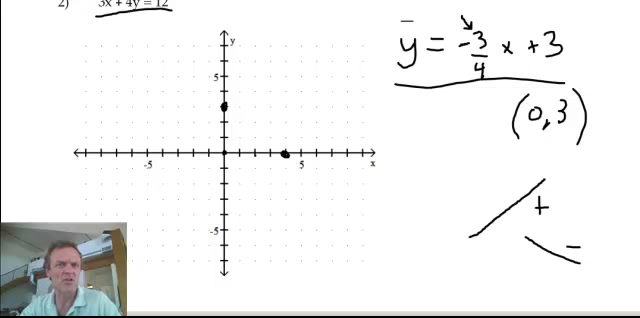 2) 3x + 4y = 12
y = -3/4 x + 3
(0,3)
+
-
y
5
-5
5
x
-5